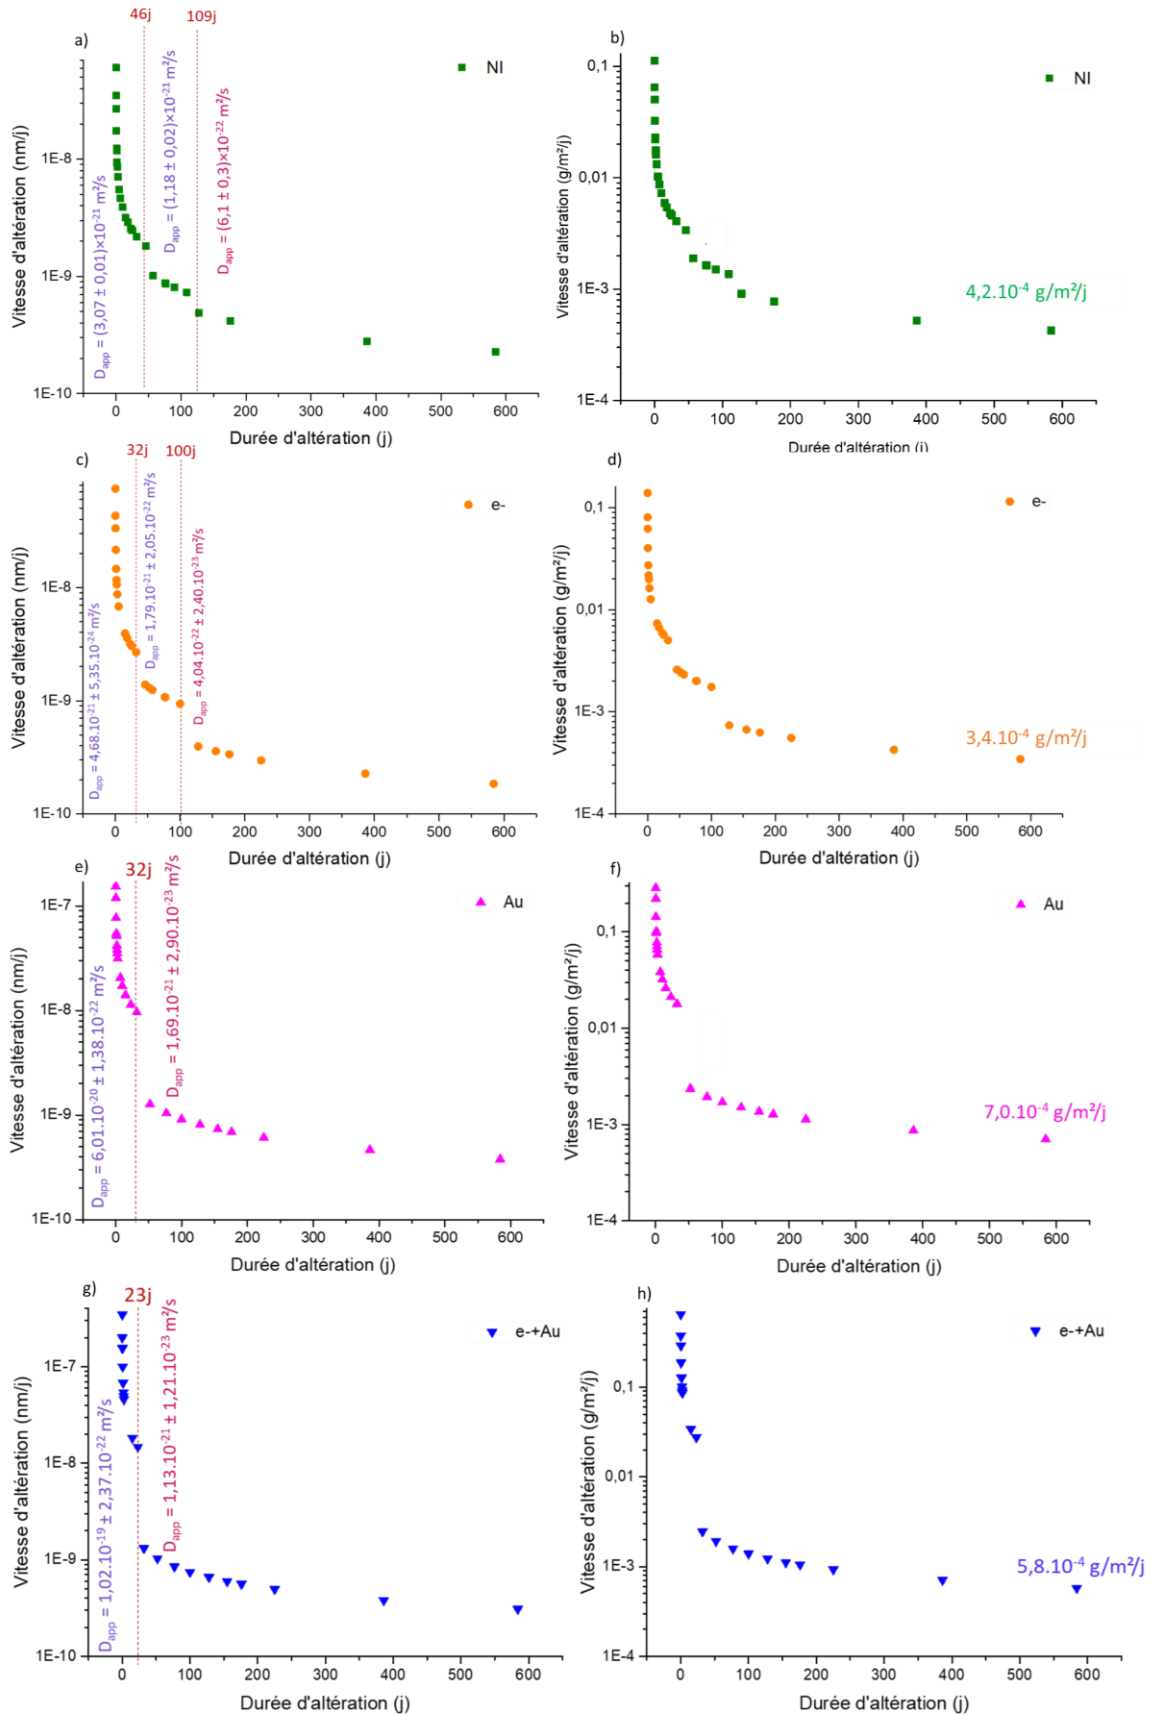 46j
109j
a)
NI
1E-8
1E-9
1E-10
0
100
200
300
400
500
600
Vitesse d'altération (nm/j)
Durée d'altération (j)
Dapp = (3,07 ± 0,01)×10⁻²¹ m²/s
Dapp = (1,18 ± 0,02)×10⁻²¹ m²/s
Dapp = (6,1 ± 0,3)×10⁻²² m²/s
b)
NI
0,1
0,01
1E-3
1E-4
0
100
200
300
400
500
600
Vitesse d'altération (g/m²/j)
Durée d'altération (j)
4,2.10⁻⁴ g/m²/j
c)
32j
100j
e-
1E-8
1E-9
1E-10
0
100
200
300
400
500
600
Vitesse d'altération (nm/j)
Durée d'altération (j)
Dapp = 4,68.10⁻²¹ ± 5,35.10⁻²⁴ m²/s
Dapp = 1,79.10⁻²¹ ± 2,05.10⁻²² m²/s
Dapp = 4,04.10⁻²² ± 2,40.10⁻²³ m²/s
d)
e-
0,1
0,01
1E-3
1E-4
0
100
200
300
400
500
600
Vitesse d'altération (g/m²/j)
Durée d'altération (j)
3,4.10⁻⁴ g/m²/j
e)
32j
Au
1E-7
1E-8
1E-9
1E-10
0
100
200
300
400
500
600
Vitesse d'altération (nm/j)
Durée d'altération (j)
Dapp = 6,01.10⁻²⁰ ± 1,38.10⁻²² m²/s
Dapp = 1,69.10⁻²¹ ± 2,90.10⁻²³ m²/s
f)
Au
0,1
0,01
1E-3
1E-4
0
100
200
300
400
500
600
Vitesse d'altération (g/m²/j)
Durée d'altération (j)
7,0.10⁻⁴ g/m²/j
g)
23j
e-+Au
1E-7
1E-8
1E-9
1E-10
0
100
200
300
400
500
600
Vitesse d'altération (nm/j)
Durée d'altération (j)
Dapp = 1,02.10⁻¹⁹ ± 2,37.10⁻²² m²/s
Dapp = 1,13.10⁻²¹ ± 1,21.10⁻²³ m²/s
h)
e-+Au
0,1
0,01
1E-3
1E-4
0
100
200
300
400
500
600
Vitesse d'altération (g/m²/j)
Durée d'altération (j)
5,8.10⁻⁴ g/m²/j